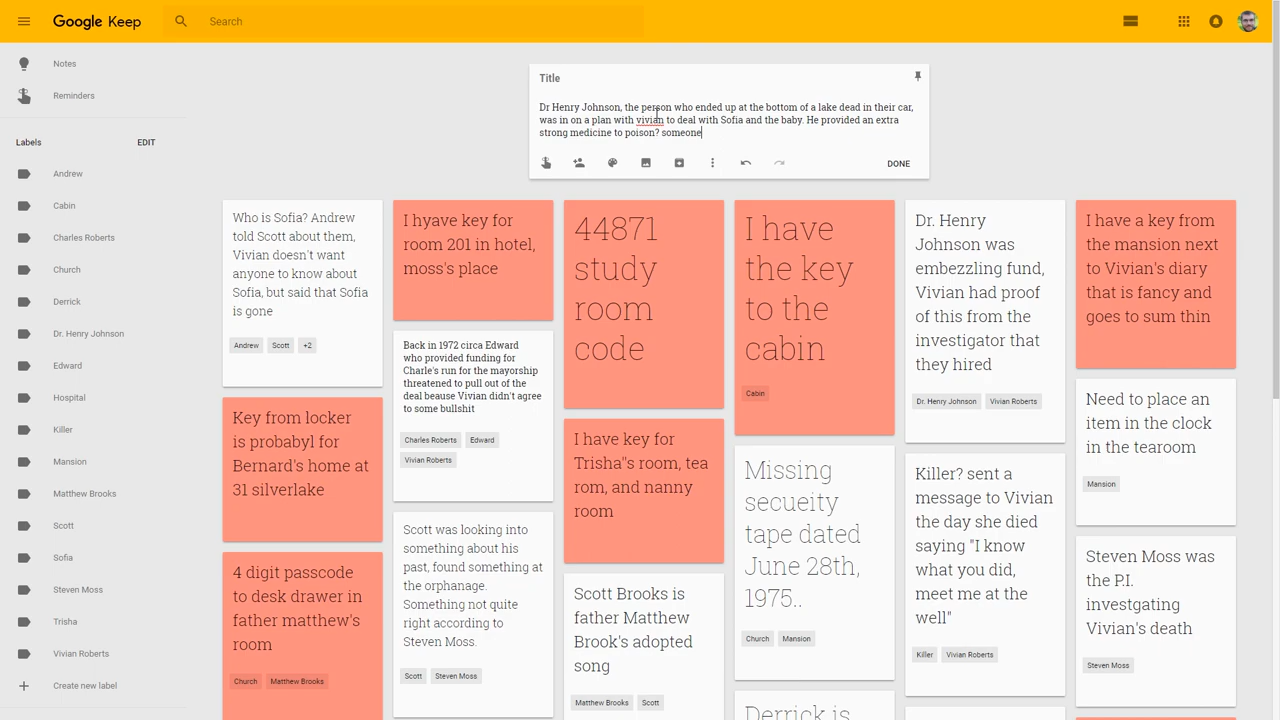 Google Keep
Search
Notes
Reminders
Labels
EDIT
Andrew
Cabin
Charles Roberts
Church
Derrick
Dr. Henry Johnson
Edward
Hospital
Killer
Mansion
Matthew Brooks
Scott
Sofia
Steven Moss
Trisha
Vivian Roberts
Create new label
Title
Dr Henry Johnson, the person who ended up at the bottom of a lake dead in their car,
was in on a plan with vivian to deal with Sofia and the baby. He provided an extra
strong medicine to poison? someone
DONE
Who is Sofia? Andrew
told Scott about them,
Vivian doesn't want
anyone to know about
Sofia, but said that Sofia
is gone
Andrew
Scott
+2
Key from locker
is probabyl for
Bernard's home at
31 silverlake
4 digit passcode
to desk drawer in
father matthew's
room
Church
Matthew Brooks
I hyave key for
room 201 in hotel,
moss's place
Back in 1972 circa Edward
who provided funding for
Charle's run for the mayorship
threatened to pull out of the
deal beause Vivian didn't agree
to some bullshit
Charles Roberts
Edward
Vivian Roberts
Scott was looking into
something about his
past, found something at
the orphanage.
Something not quite
right according to
Steven Moss.
Scott
Steven Moss
44871
study
room
code
I have key for
Trisha"s room, tea
rom, and nanny
room
Scott Brooks is
father Matthew
Brook's adopted
song
Matthew Brooks
Scott
I have
the key
to the
cabin
Cabin
Missing
secueity
tape dated
June 28th,
1975..
Church
Mansion
Derrick is
Dr. Henry
Johnson was
embezzling fund,
Vivian had proof
of this from the
investigator that
they hired
Dr. Henry Johnson
Vivian Roberts
Killer? sent a
message to Vivian
the day she died
saying "I know
what you did,
meet me at the
well"
Killer
Vivian Roberts
I have a key from
the mansion next
to Vivian's diary
that is fancy and
goes to sum thin
Need to place an
item in the clock
in the tearoom
Mansion
Steven Moss was
the P.I.
investgating
Vivian's death
Steven Moss